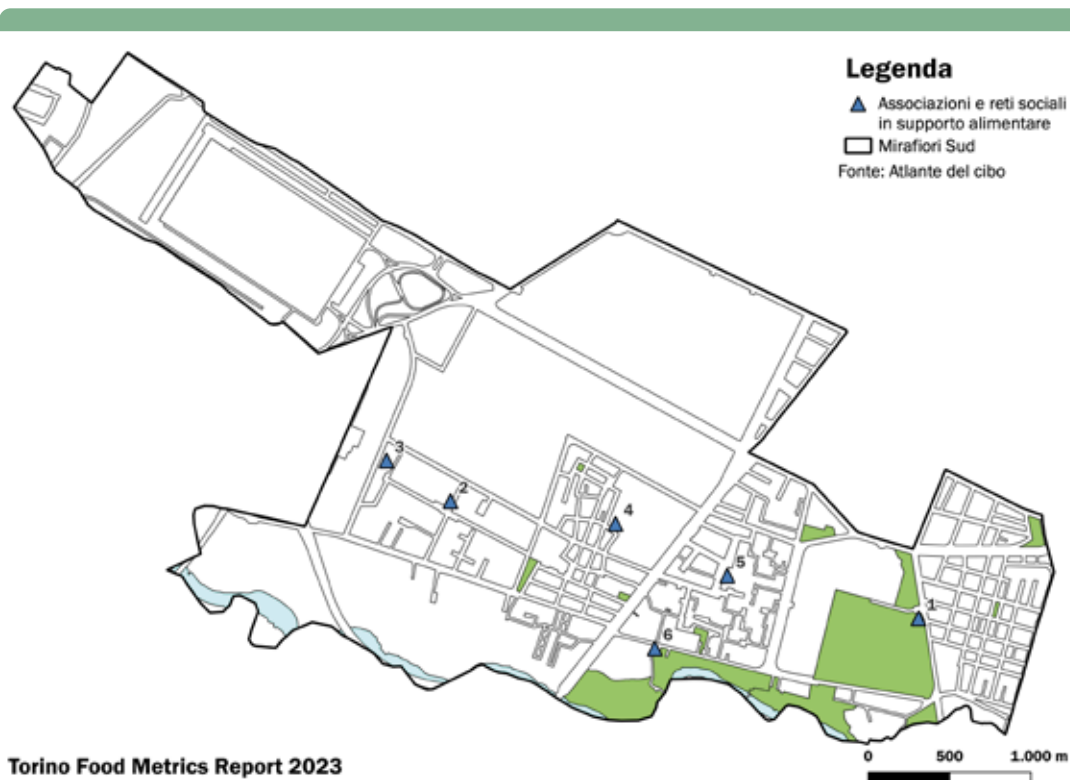 Legenda
Associazioni e reti sociali
in supporto alimentare
Mirafiori Sud
Fonte: Atlante del cibo
3
2
4
5
1
6
0 500 1.000 m
Torino Food Metrics Report 2023